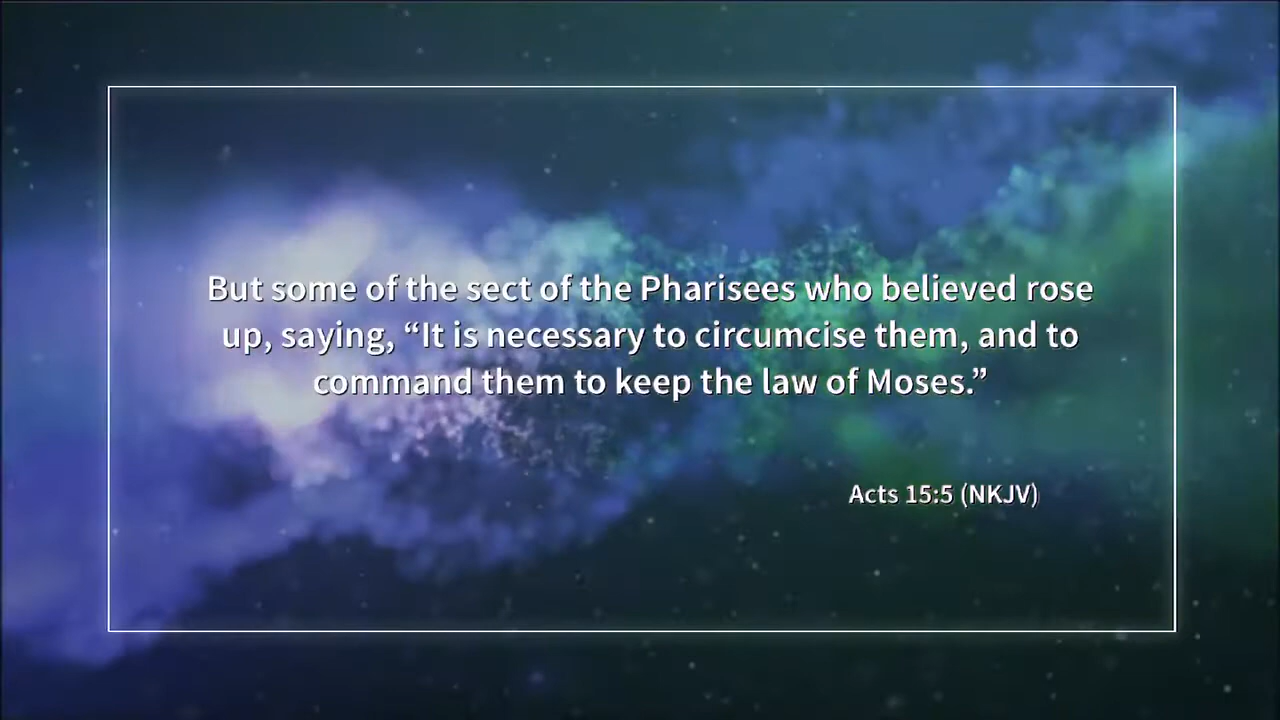 But some of the sect of the Pharisees who believed rose
up, saying, “It is necessary to circumcise them, and to
command them to keep the law of Moses.”
Acts 15:5 (NKJV)